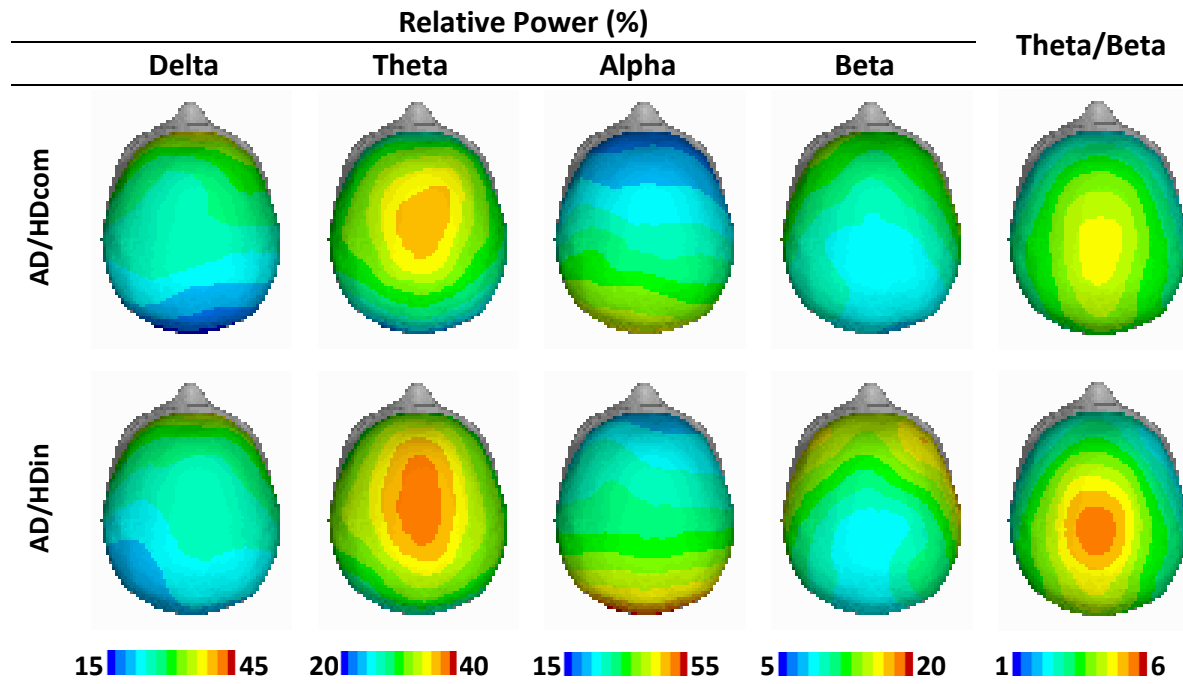 Relative Power (%)
Theta/Beta
Delta Theta Alpha Beta
AD/HDcom
AD/HDin
15 45 20 40 15 55 5 20 1 6